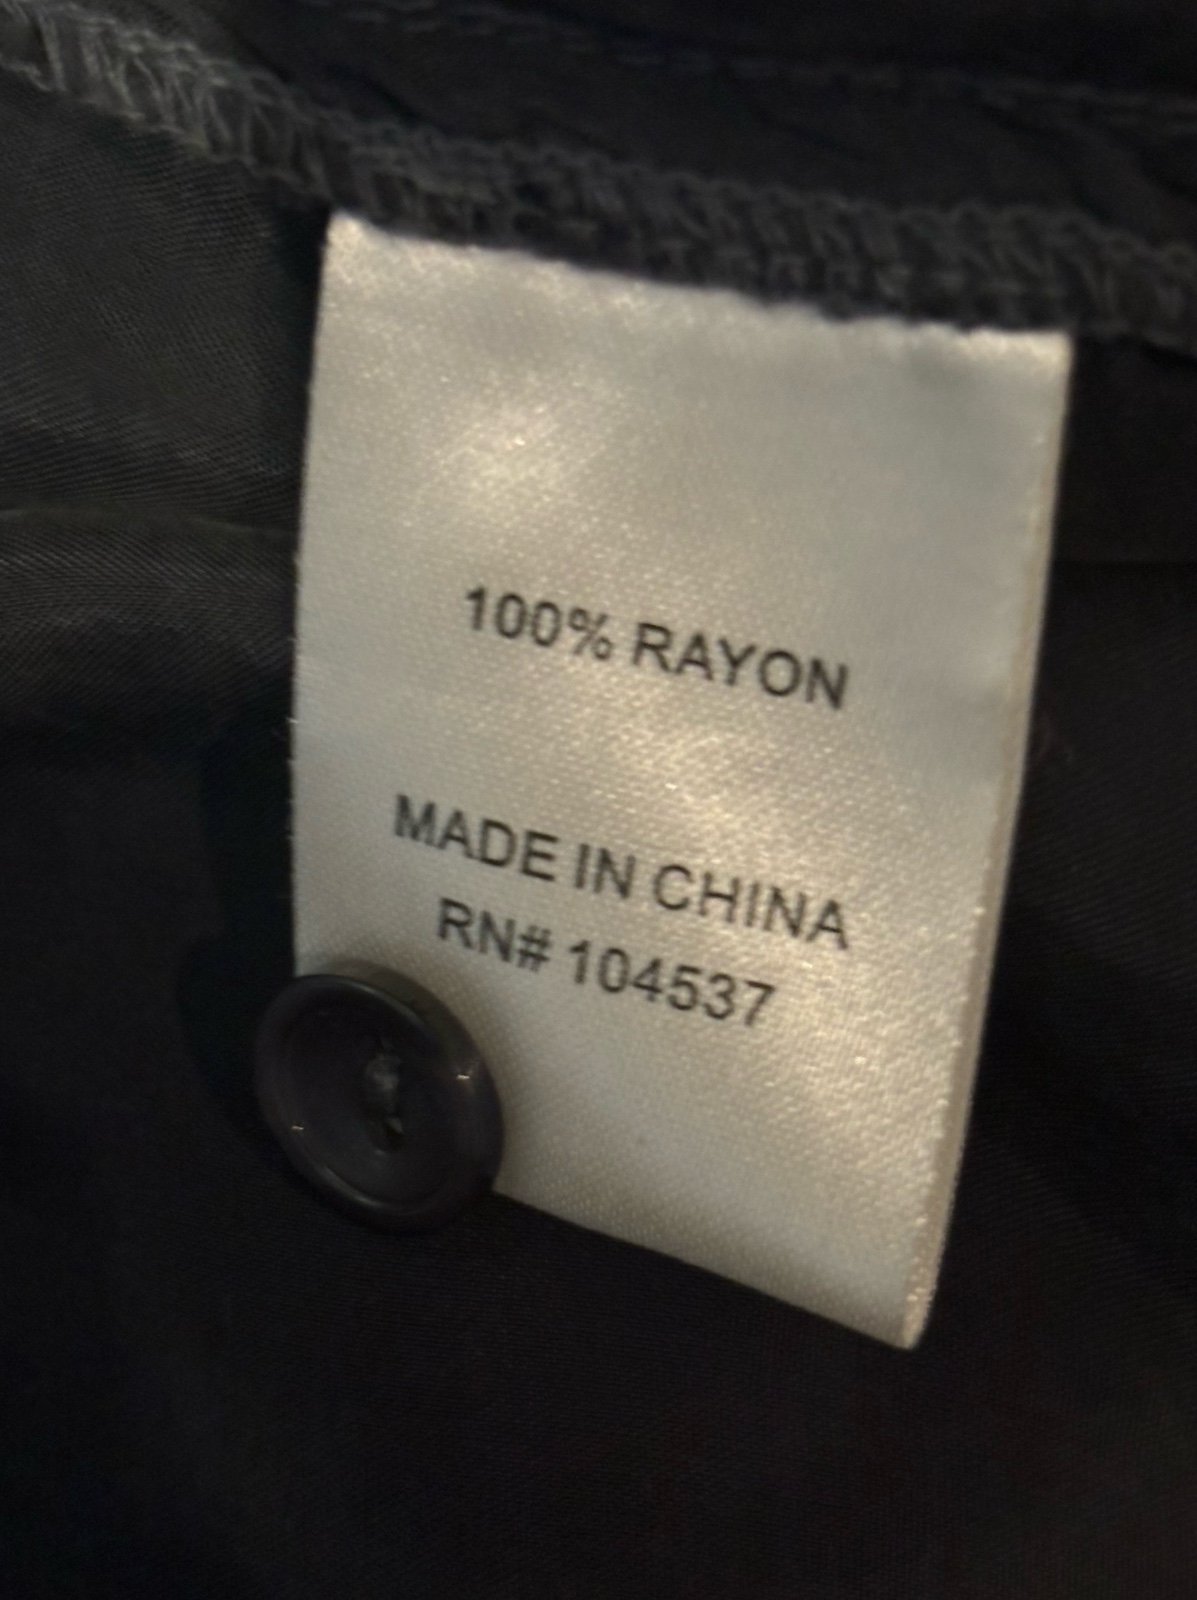 100% RAYON
MADE IN CHINA
RN# 104537